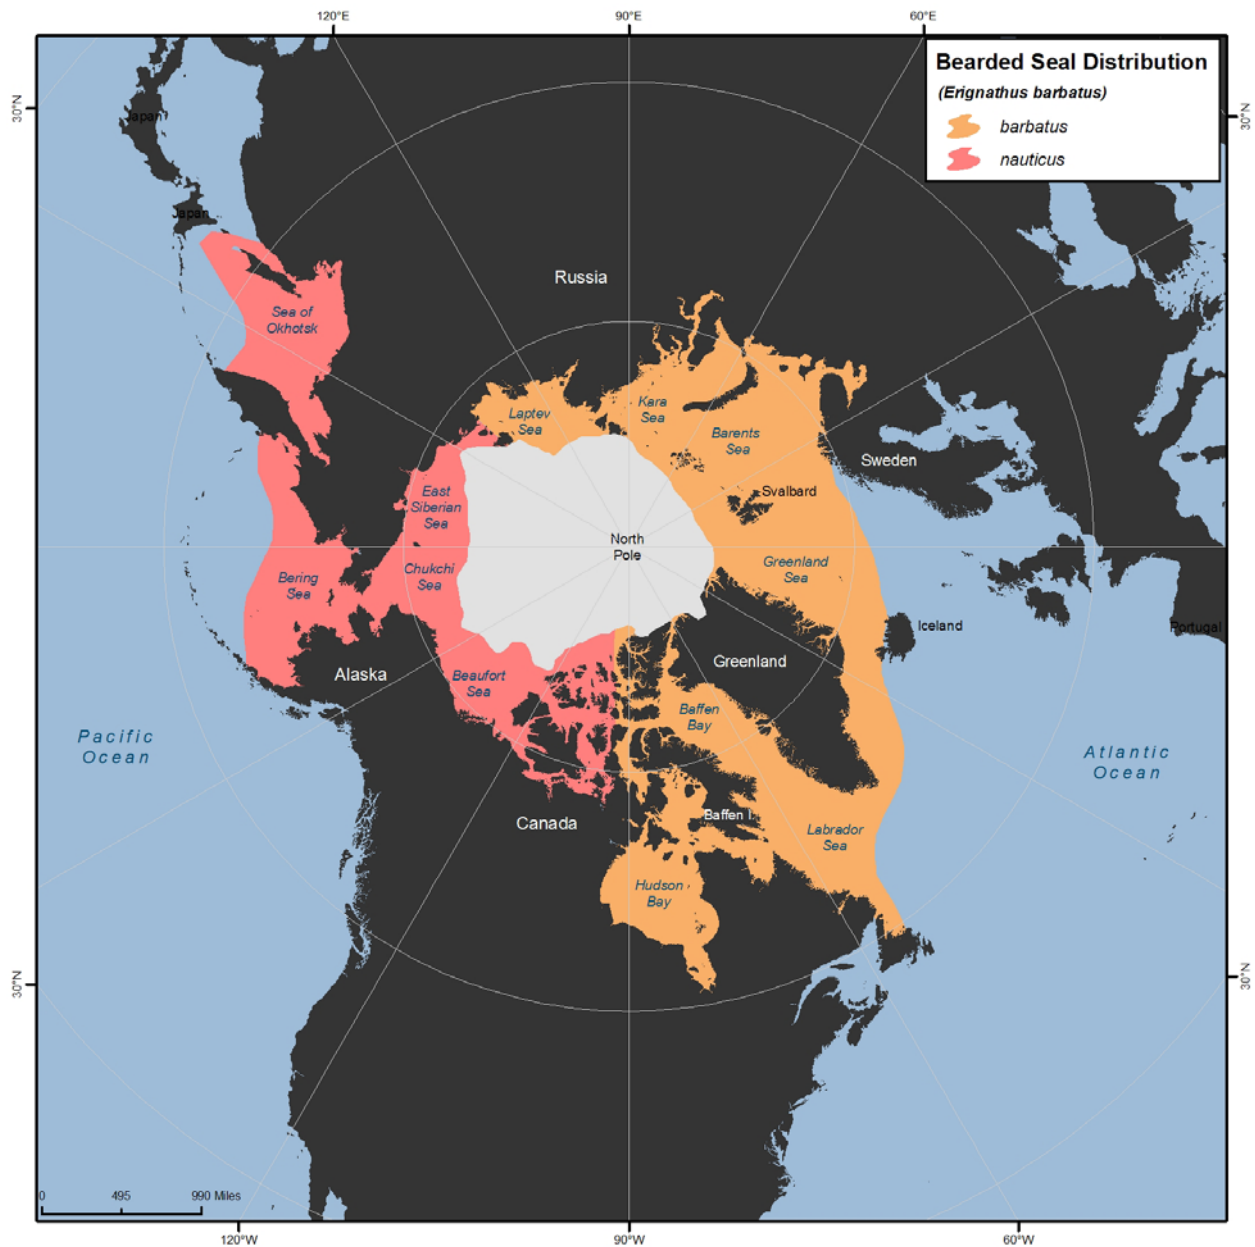 120°E
90°E
60°E
Bearded Seal Distribution
(Erignathus barbatus)
barbatus
nauticus
30°N
30°N
Japan
Japan
Russia
Sea of
Okhotsk
Laptev
Sea
Kara
Sea
Barents
Sea
Sweden
Svalbard
East
Siberian
Sea
North
Pole
Chukchi
Sea
Greenland
Sea
Bering
Sea
Iceland
Portugal
Alaska
Beaufort
Sea
Greenland
Baffen
Bay
Pacific
Ocean
Atlantic
Ocean
Canada
Baffen I.
Labrador
Sea
Hudson
Bay
30°N
30°N
0 495 990 Miles
120°W
90°W
60°W